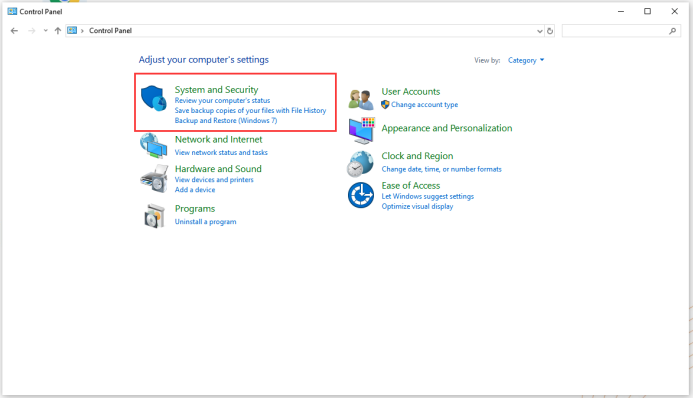 Control Panel
Control Panel
Adjust your computer's settings
View by: Category
System and Security
Review your computer's status
Save backup copies of your files with File History
Backup and Restore (Windows 7)
Network and Internet
View network status and tasks
Hardware and Sound
View devices and printers
Add a device
Programs
Uninstall a program
User Accounts
Change account type
Appearance and Personalization
Clock and Region
Change date, time, or number formats
Ease of Access
Let Windows suggest settings
Optimize visual display